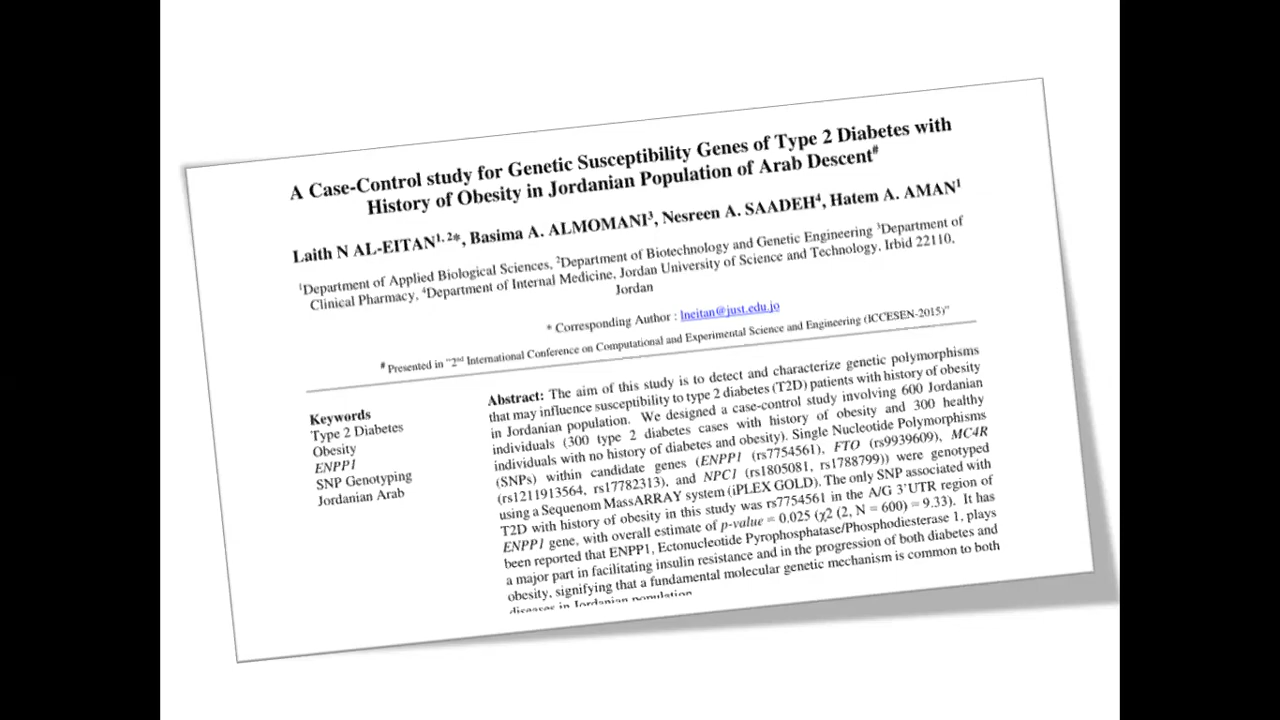 A Case-Control study for Genetic Susceptibility Genes of Type 2 Diabetes with
History of Obesity in Jordanian Population of Arab Descent#
Laith N AL-EITAN1, 2*, Basima A. ALMOMANI3, Nesreen A. SAADEH4, Hatem A. AMAN1
1Department of Applied Biological Sciences, 2Department of Biotechnology and Genetic Engineering 3Department of
Clinical Pharmacy, 4Department of Internal Medicine, Jordan University of Science and Technology, Irbid 22110,
Jordan
* Corresponding Author : lneitan@just.edu.jo
# Presented in "2nd International Conference on Computational and Experimental Science and Engineering (ICCESEN-2015)"
Keywords
Type 2 Diabetes
Obesity
ENPP1
SNP Genotyping
Jordanian Arab
Abstract: The aim of this study is to detect and characterize genetic polymorphisms
that may influence susceptibility to type 2 diabetes (T2D) patients with history of obesity
in Jordanian population. We designed a case-control study involving 600 Jordanian
individuals (300 type 2 diabetes cases with history of obesity and 300 healthy
individuals with no history of diabetes and obesity). Single Nucleotide Polymorphisms
(SNPs) within candidate genes (ENPP1 (rs7754561), FTO (rs9939609), MC4R
(rs1211913564, rs17782313), and NPC1 (rs1805081, rs1788799)) were genotyped
using a Sequenom MassARRAY system (iPLEX GOLD). The only SNP associated with
T2D with history of obesity in this study was rs7754561 in the A/G 3'UTR region of
ENPP1 gene, with overall estimate of p-value = 0.025 (χ2 (2, N = 600) = 9.33). It has
been reported that ENPP1, Ectonucleotide Pyrophosphatase/Phosphodiesterase 1, plays
a major part in facilitating insulin resistance and in the progression of both diabetes and
obesity, signifying that a fundamental molecular genetic mechanism is common to both
diseases in Jordanian population